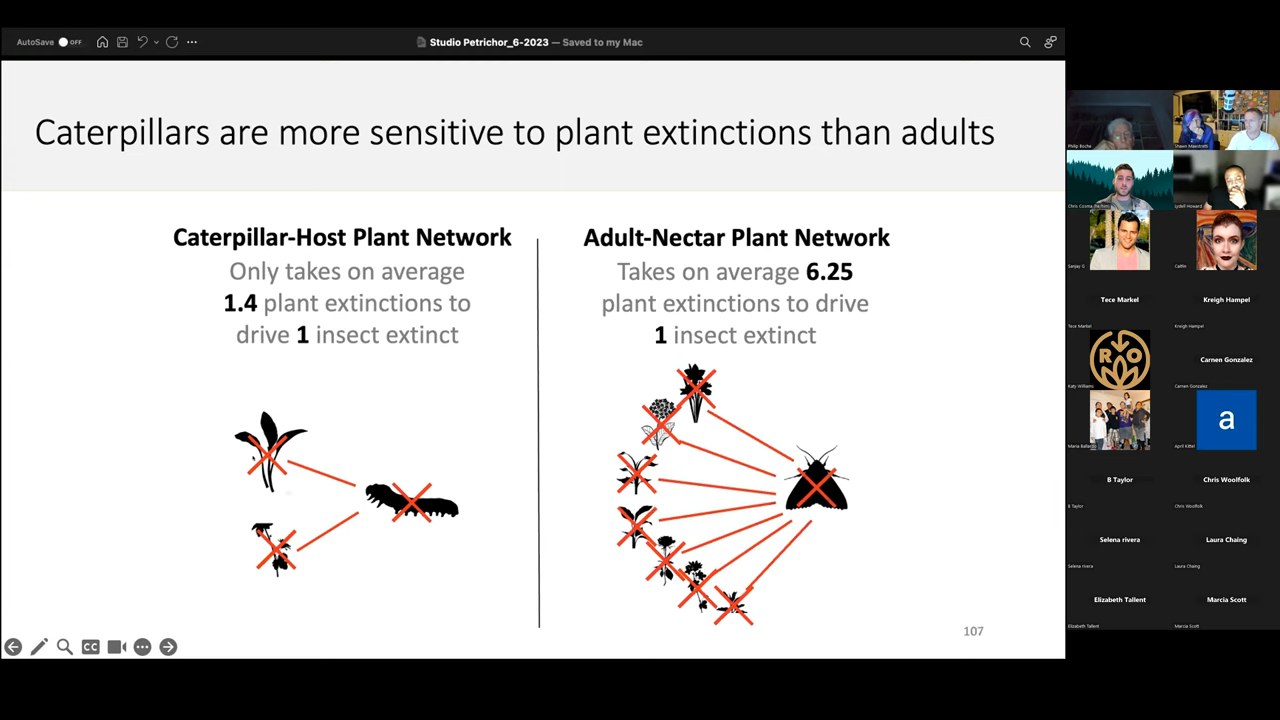 AutoSave OFF
Studio Petrichor_6-2023 — Saved to my Mac
Caterpillars are more sensitive to plant extinctions than adults
Caterpillar-Host Plant Network
Only takes on average
1.4 plant extinctions to
drive 1 insect extinct
Adult-Nectar Plant Network
Takes on average 6.25
plant extinctions to drive
1 insect extinct
107
CC
Philip Roche
Shawn Maestretti
Chris Cosma
Lydell Howard
Sanjay G
Caitlin
Tece Markel
Tece Markel
Kreigh Hampel
Kreigh Hampel
R O
Katy Williams
Carnen Gonzalez
Carnen Gonzalez
a
April Kittel
B Taylor
B Taylor
Chris Woolfolk
Chris Woolfolk
Selena rivera
Selena rivera
Laura Chaing
Laura Chaing
Elizabeth Tallent
Elizabeth Tallent
Marcia Scott
Marcia Scott